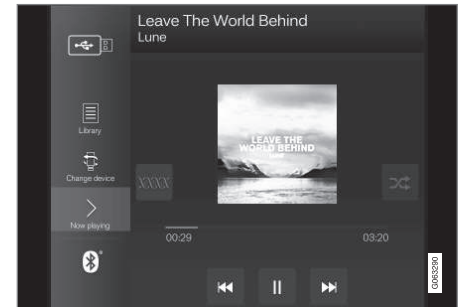 Leave The World Behind
Lune
Library
Change device
Now playing
LEAVE THE
WORLD BEHIND
LUNE
XXXX
00:29
03:20
G063290